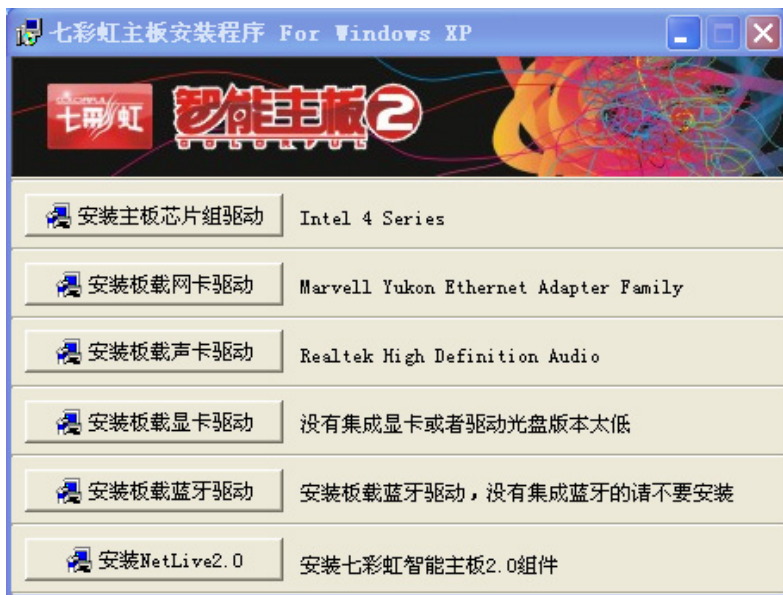 七彩虹主板安装程序 For Windows XP
COLORFUL
七彩虹
智能主板2
COLORFUL
安装主板芯片组驱动 Intel 4 Series
安装板载网卡驱动 Marvell Yukon Ethernet Adapter Family
安装板载声卡驱动 Realtek High Definition Audio
安装板载显卡驱动 没有集成显卡或者驱动光盘版本太低
安装板载蓝牙驱动 安装板载蓝牙驱动，没有集成蓝牙的请不要安装
安装NetLive2.0 安装七彩虹智能主板2.0组件